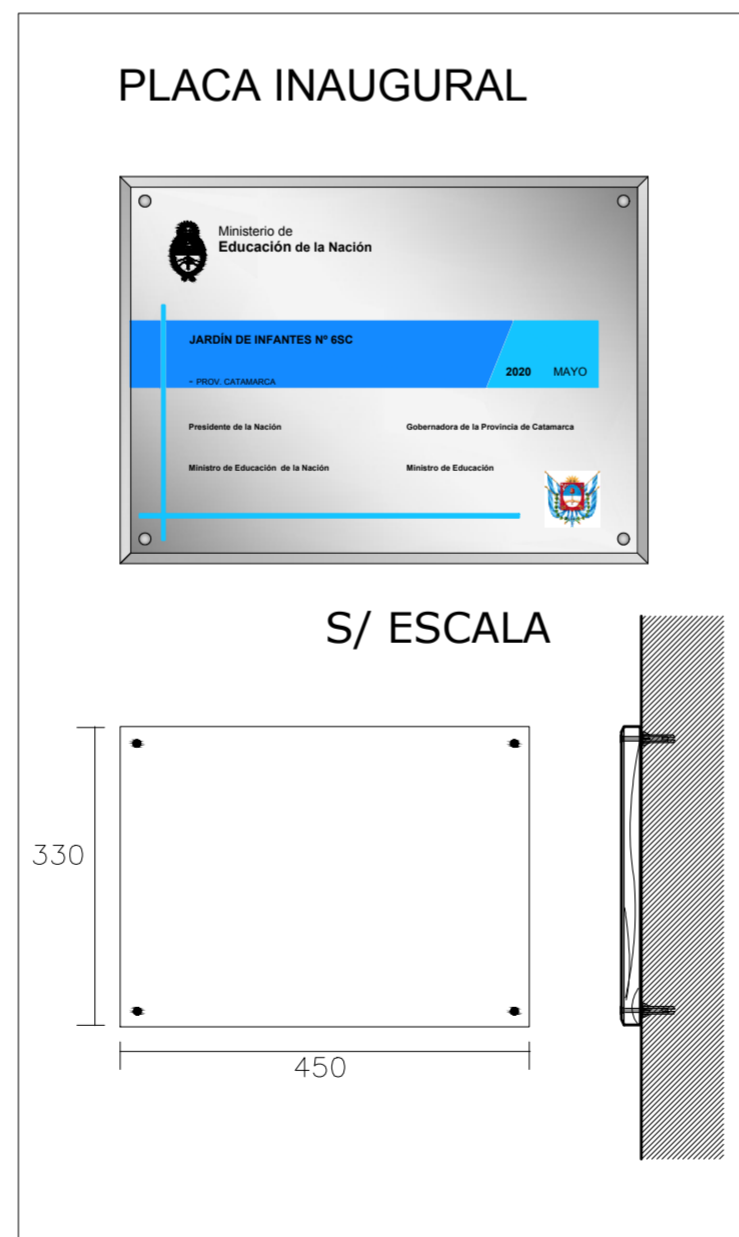 PLACA INAUGURAL
Ministerio de
Educación de la Nación
JARDÍN DE INFANTES Nº 6SC
- PROV. CATAMARCA
2020 MAYO
Presidente de la Nación
Gobernadora de la Provincia de Catamarca
Ministro de Educación de la Nación
Ministro de Educación
S/ ESCALA
330
450